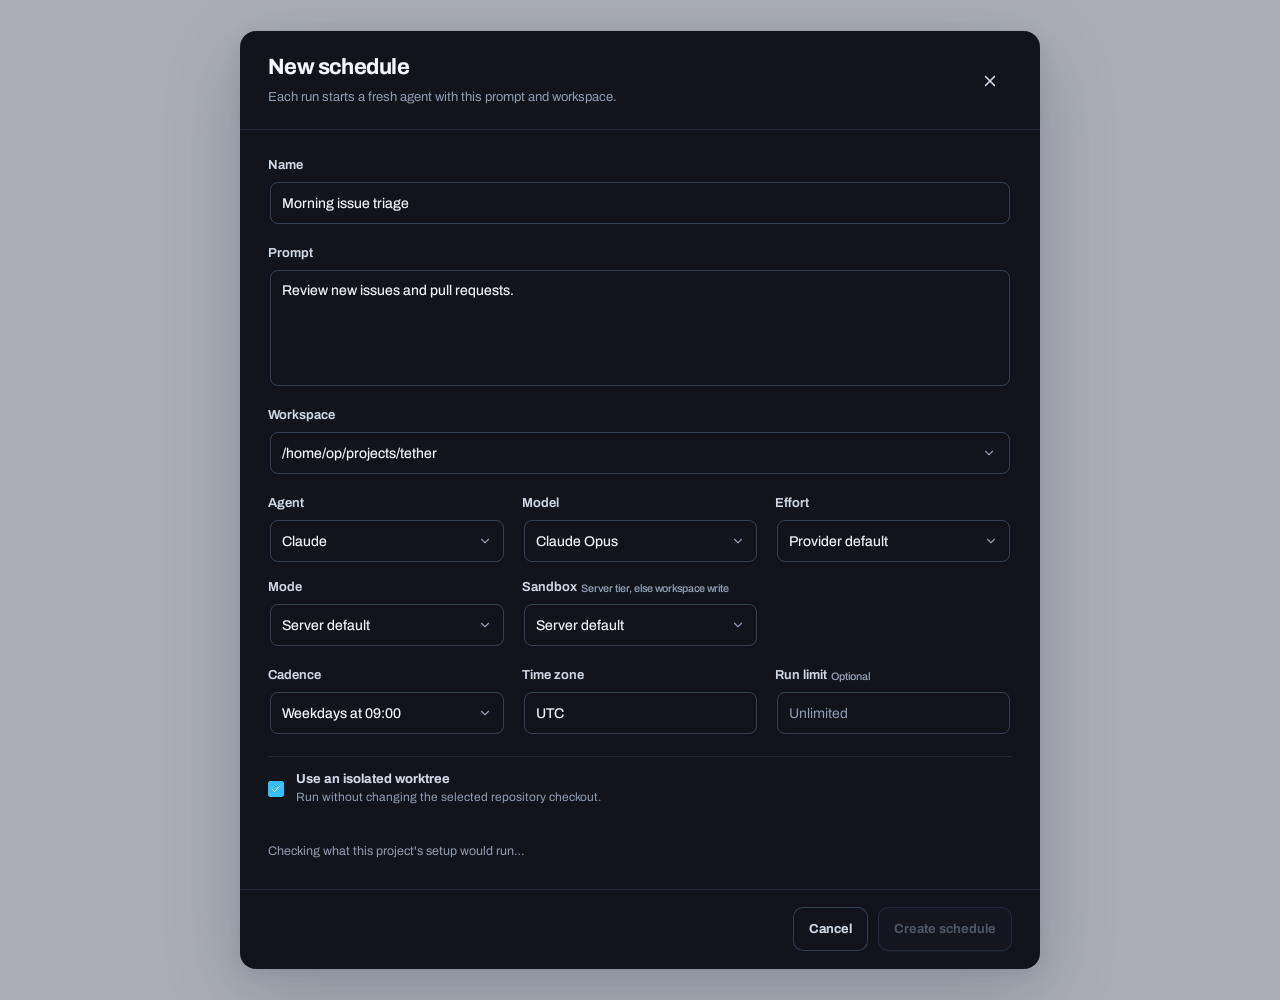 New schedule
Each run starts a fresh agent with this prompt and workspace.
Name
Morning issue triage
Prompt
Review new issues and pull requests.
Workspace
/home/op/projects/tether
Agent Model Effort
Claude Claude Opus Provider default
Mode Sandbox Server tier, else workspace write
Server default Server default
Cadence Time zone Run limit Optional
Weekdays at 09:00 UTC Unlimited
Use an isolated worktree
Run without changing the selected repository checkout.
Checking what this project's setup would run...
Cancel Create schedule